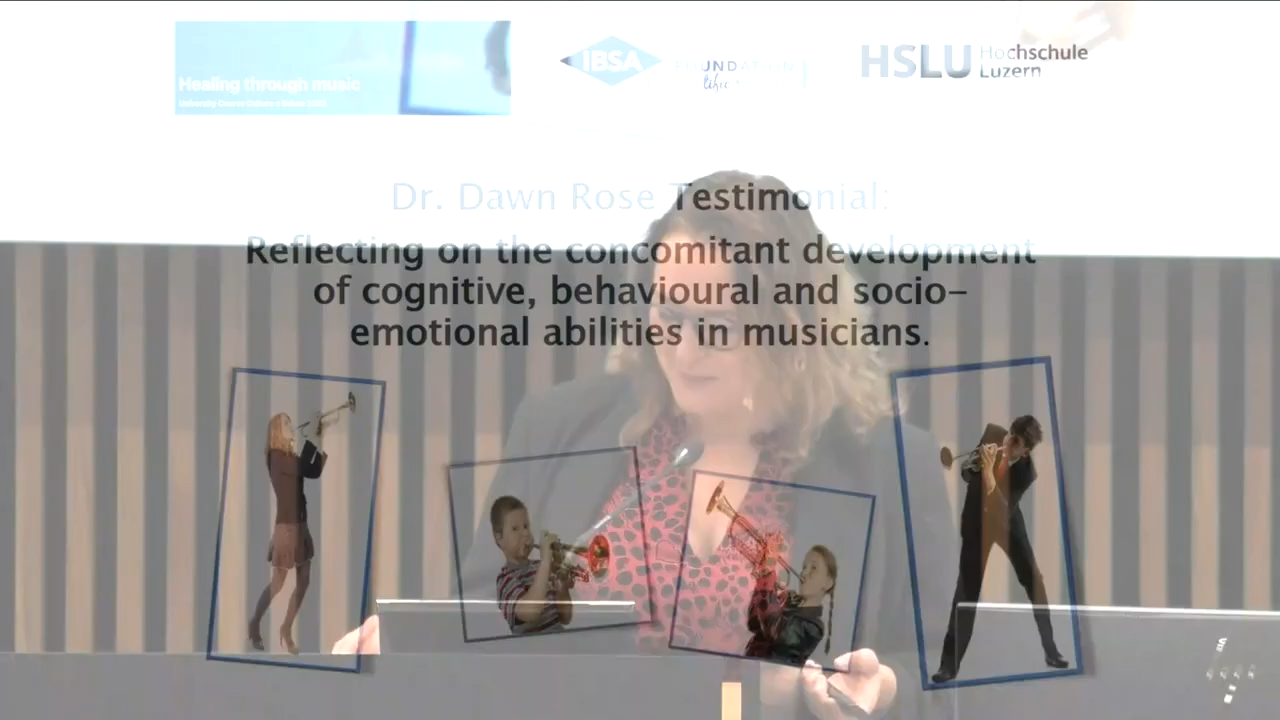 Healing through music
IBSA
FOUNDATION
HSLU Hochschule
Luzern
Dr. Dawn Rose Testimonial:
Reflecting on the concomitant development
of cognitive, behavioural and socio-
emotional abilities in musicians.